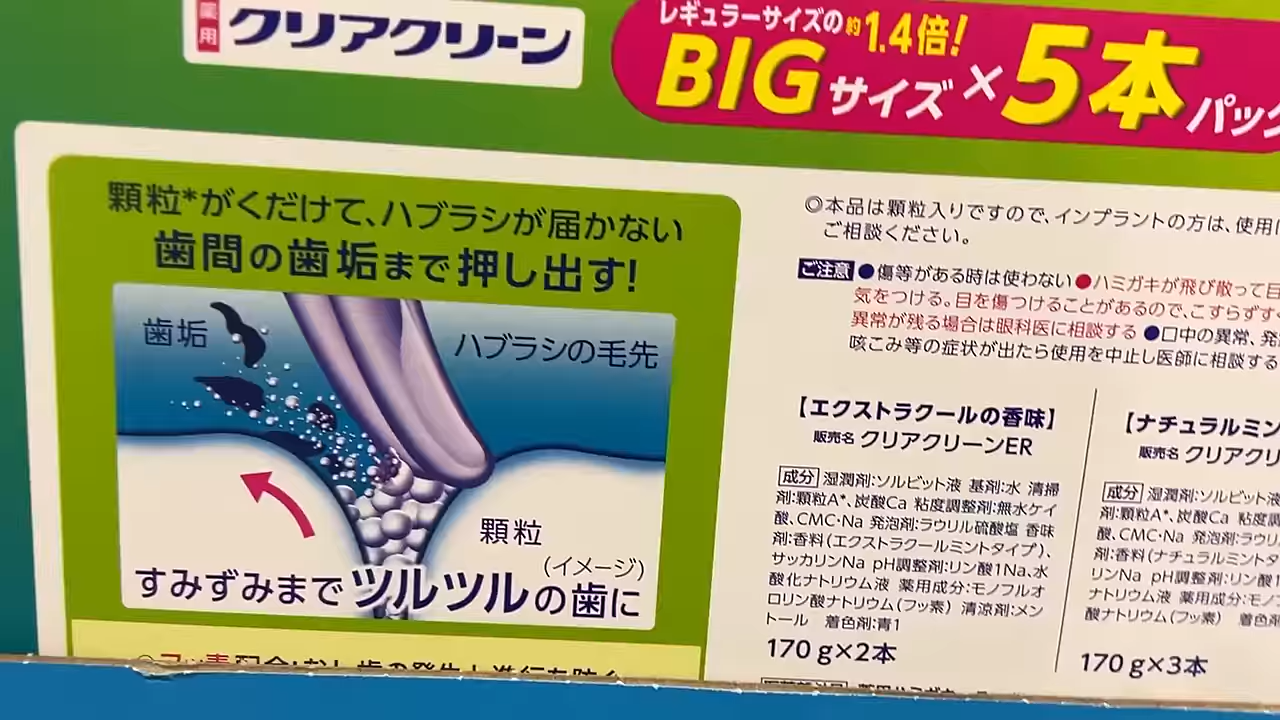 薬用
クリアクリーン
レギュラーサイズの約1.4倍!
BIGサイズ×5本パック
顆粒*がくだけて、ハブラシが届かない
歯間の歯垢まで押し出す!
歯垢
ハブラシの毛先
顆粒
(イメージ)
すみずみまでツルツルの歯に
◎本品は顆粒入りですので、インプラントの方は、使用
ご相談ください。
ご注意 ●傷等がある時は使わない●ハミガキが飛び散って目
気をつける。目を傷つけることがあるので、こすらず
異常が残る場合は眼科医に相談する ●口中の異常、発
咳こみ等の症状が出たら使用を中止し医師に相談する
【エクストラクールの香味】
販売名 クリアクリーンER
成分 湿潤剤:ソルビット液 基剤:水 清掃
剤:顆粒A*、炭酸Ca 粘度調整剤:無水ケイ
酸、CMC・Na 発泡剤:ラウリル硫酸塩 香味
剤:香料(エクストラクールミントタイプ)、
サッカリンNa pH調整剤:リン酸1Na、水
酸化ナトリウム液 薬用成分:モノフルオ
ロリン酸ナトリウム(フッ素) 清涼剤:メン
トール 着色剤:青1
170 g×2本
【ナチュラルミン
販売名 クリアクリ
成分 湿潤剤:ソルビット液
剤:顆粒A*、炭酸Ca 粘度調
酸、CMC・Na 発泡剤:ラウリ
剤:香料(ナチュラルミントタ
リンNa pH調整剤:リン酸1
ナトリウム液 薬用成分:モノ
酸ナトリウム(フッ素) 着色剤
170 g×3本